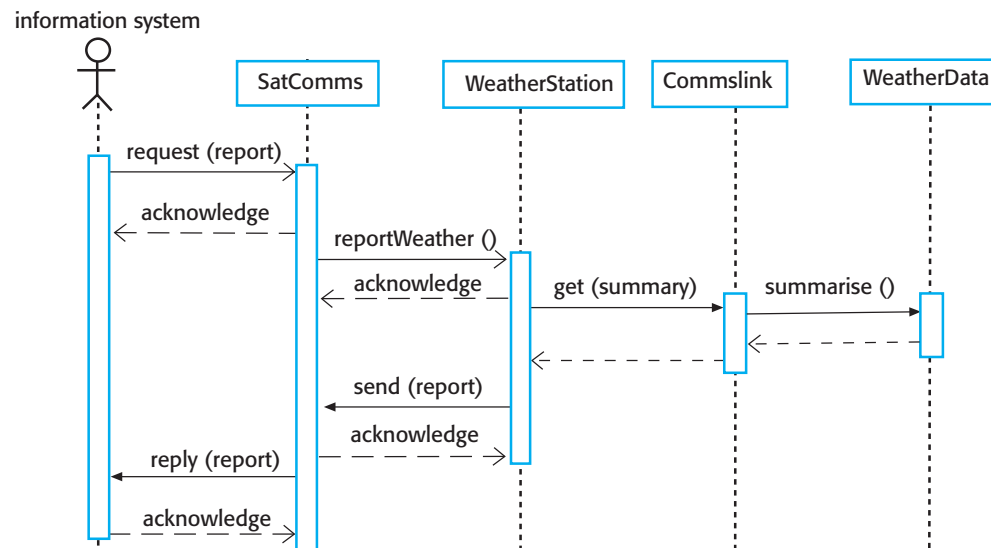 information system
SatComms
WeatherStation
Commslink
WeatherData
request (report)
acknowledge
reportWeather ()
acknowledge
get (summary)
summarise ()
send (report)
acknowledge
reply (report)
acknowledge